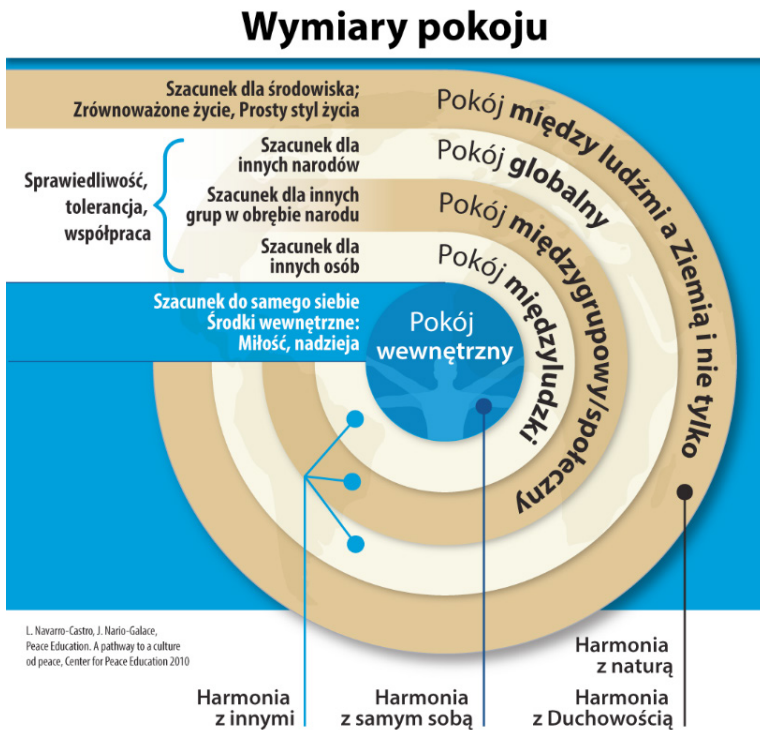 Wymiary pokoju
Szacunek dla środowiska;
Zrównoważone życie, Prosty styl życia
Pokój między ludźmi a Ziemią i nie tylko
Sprawiedliwość,
tolerancja,
współpraca
Szacunek dla
innych narodów
Pokój globalny
Szacunek dla innych
grup w obrębie narodu
Pokój międzygrupowy/społeczny
Szacunek dla
innych osób
Pokój międzyludzki
Szacunek do samego siebie
Środki wewnętrzne:
Miłość, nadzieja
Pokój
wewnętrzny
L. Navarro-Castro, J. Nario-Galace,
Peace Education. A pathway to a culture
od peace, Center for Peace Education 2010
Harmonia
z innymi
Harmonia
z samym sobą
Harmonia
z naturą
Harmonia
z Duchowością